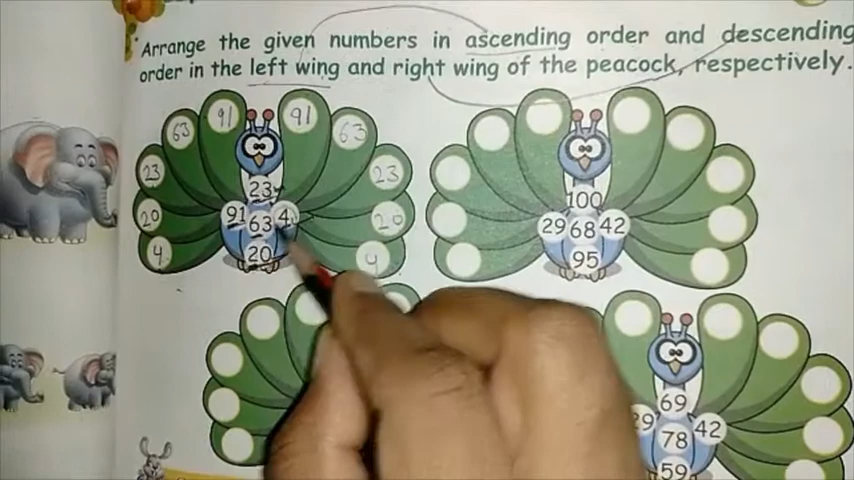 Arrange the given numbers in ascending order and descending
order in the left wing and right wing of the peacock, respectively.
63 91 91 63
23 23
20 20
4 4
23
91 63 4
20
100
29 68 42
95
69
29 78 42
59